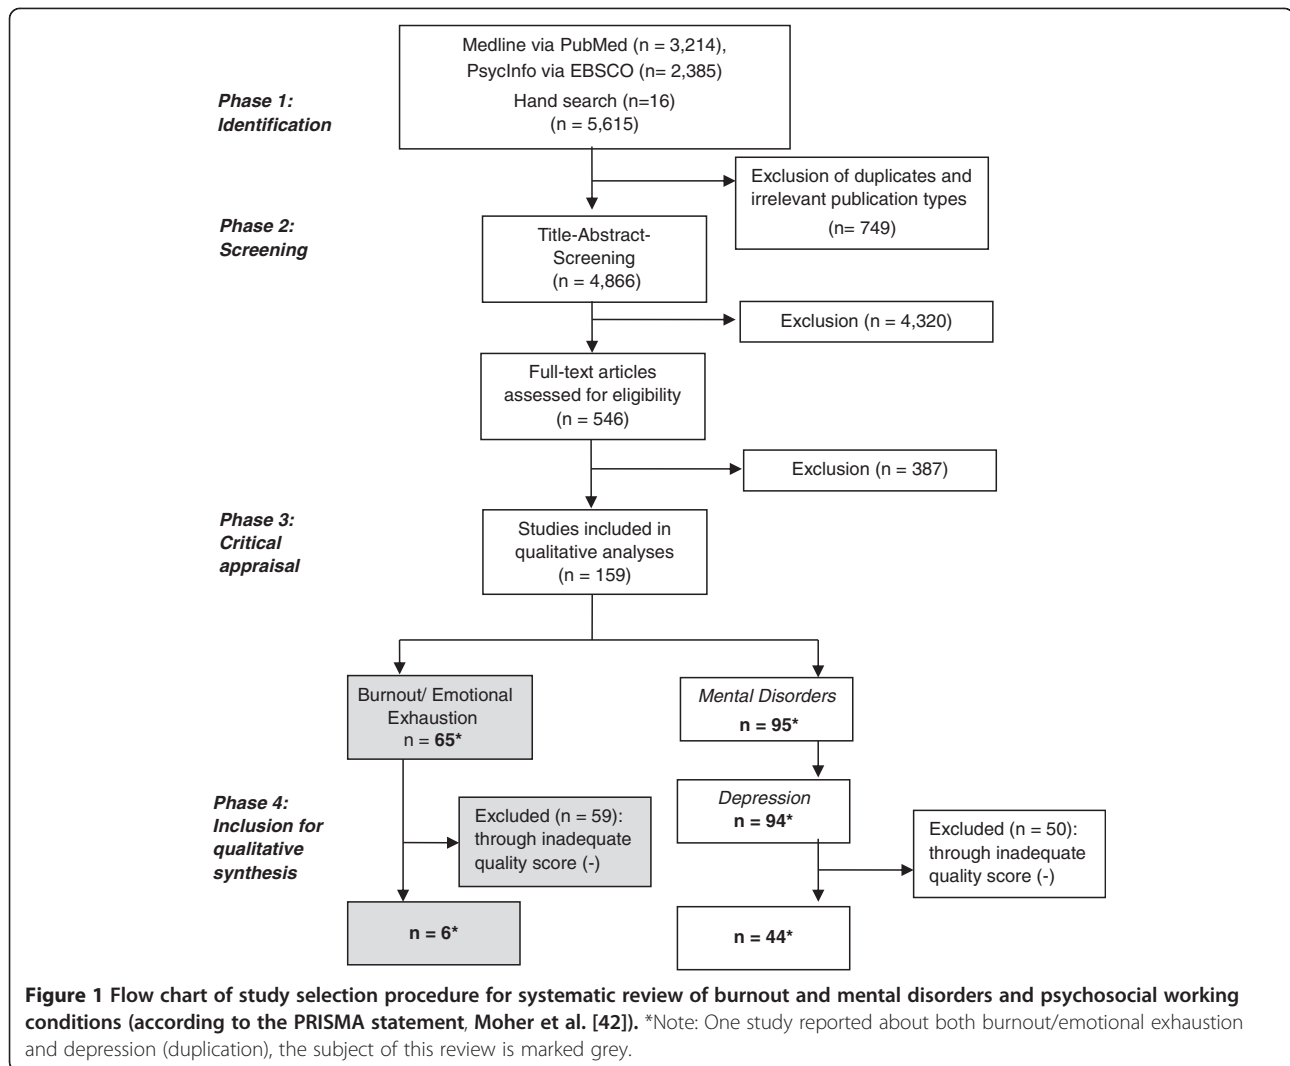 Medline via PubMed (n = 3,214),
PsycInfo via EBSCO (n= 2,385)
Hand search (n=16)
(n = 5,615)
Phase 1:
Identification
Exclusion of duplicates and
irrelevant publication types
(n= 749)
Phase 2:
Screening
Title-Abstract-
Screening
(n = 4,866)
Exclusion (n = 4,320)
Full-text articles
assessed for eligibility
(n = 546)
Exclusion (n = 387)
Phase 3:
Critical
appraisal
Studies included in
qualitative analyses
(n = 159)
Burnout/ Emotional
Exhaustion
n = 65*
Mental Disorders
n = 95*
Phase 4:
Inclusion for
qualitative
synthesis
Excluded (n = 59):
through inadequate
quality score (-)
Depression
n = 94*
Excluded (n = 50):
through inadequate
quality score (-)
n = 6*
n = 44*
Figure 1 Flow chart of study selection procedure for systematic review of burnout and mental disorders and psychosocial working
conditions (according to the PRISMA statement, Moher et al. [42]). *Note: One study reported about both burnout/emotional exhaustion
and depression (duplication), the subject of this review is marked grey.